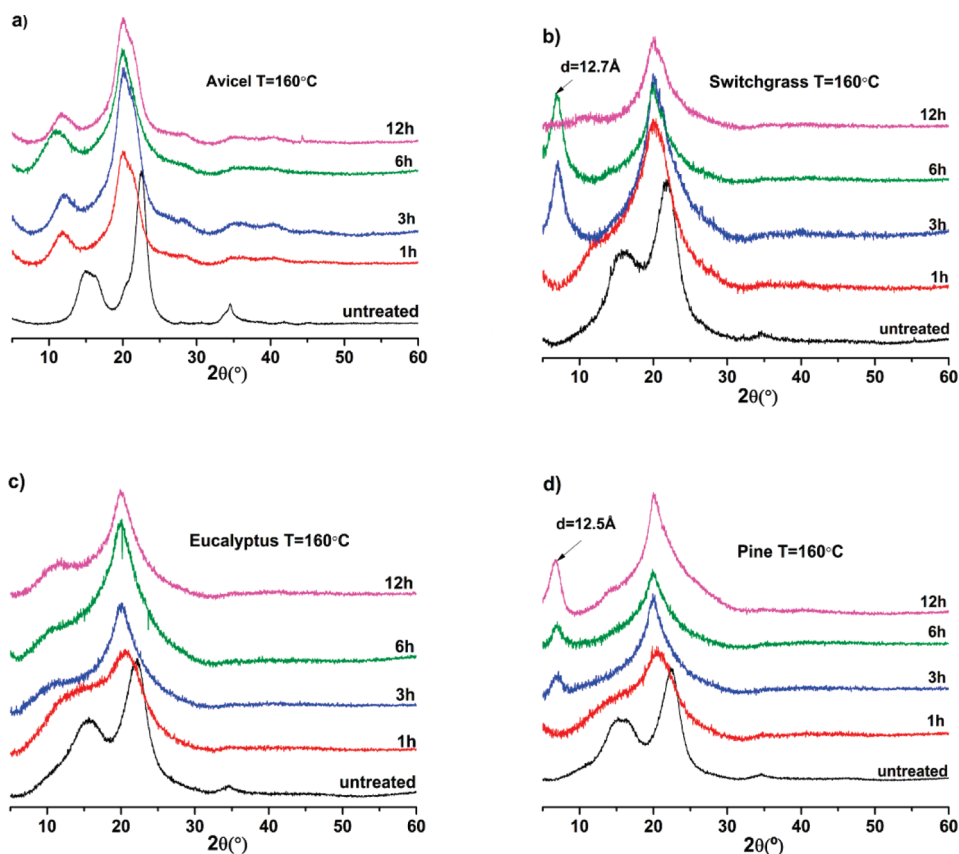 a)
Avicel T=160°C
12h
6h
3h
1h
untreated
10 20 30 40 50 60
2θ(°)
b)
d=12.7Å
Switchgrass T=160°C
12h
6h
3h
1h
untreated
10 20 30 40 50 60
2θ(°)
c)
Eucalyptus T=160°C
12h
6h
3h
1h
untreated
10 20 30 40 50 60
2θ(°)
d)
d=12.5Å
Pine T=160°C
12h
6h
3h
1h
untreated
10 20 30 40 50 60
2θ(º)